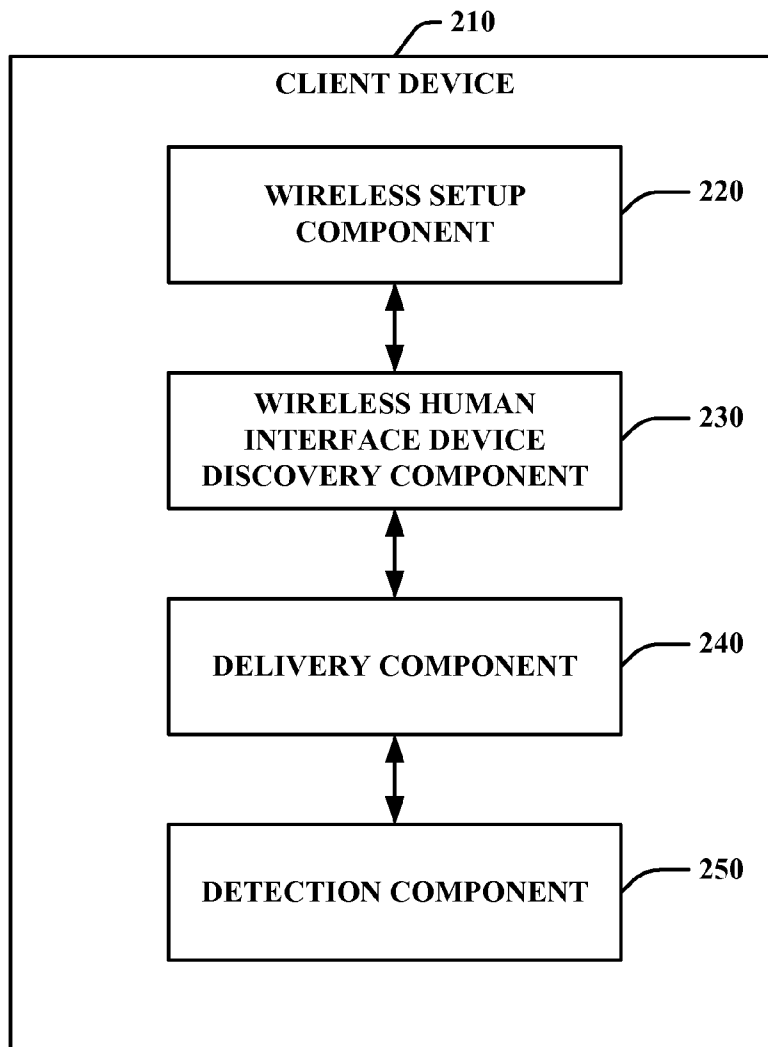 210
CLIENT DEVICE
WIRELESS SETUP
COMPONENT
220
WIRELESS HUMAN
INTERFACE DEVICE
DISCOVERY COMPONENT
230
DELIVERY COMPONENT
240
DETECTION COMPONENT
250